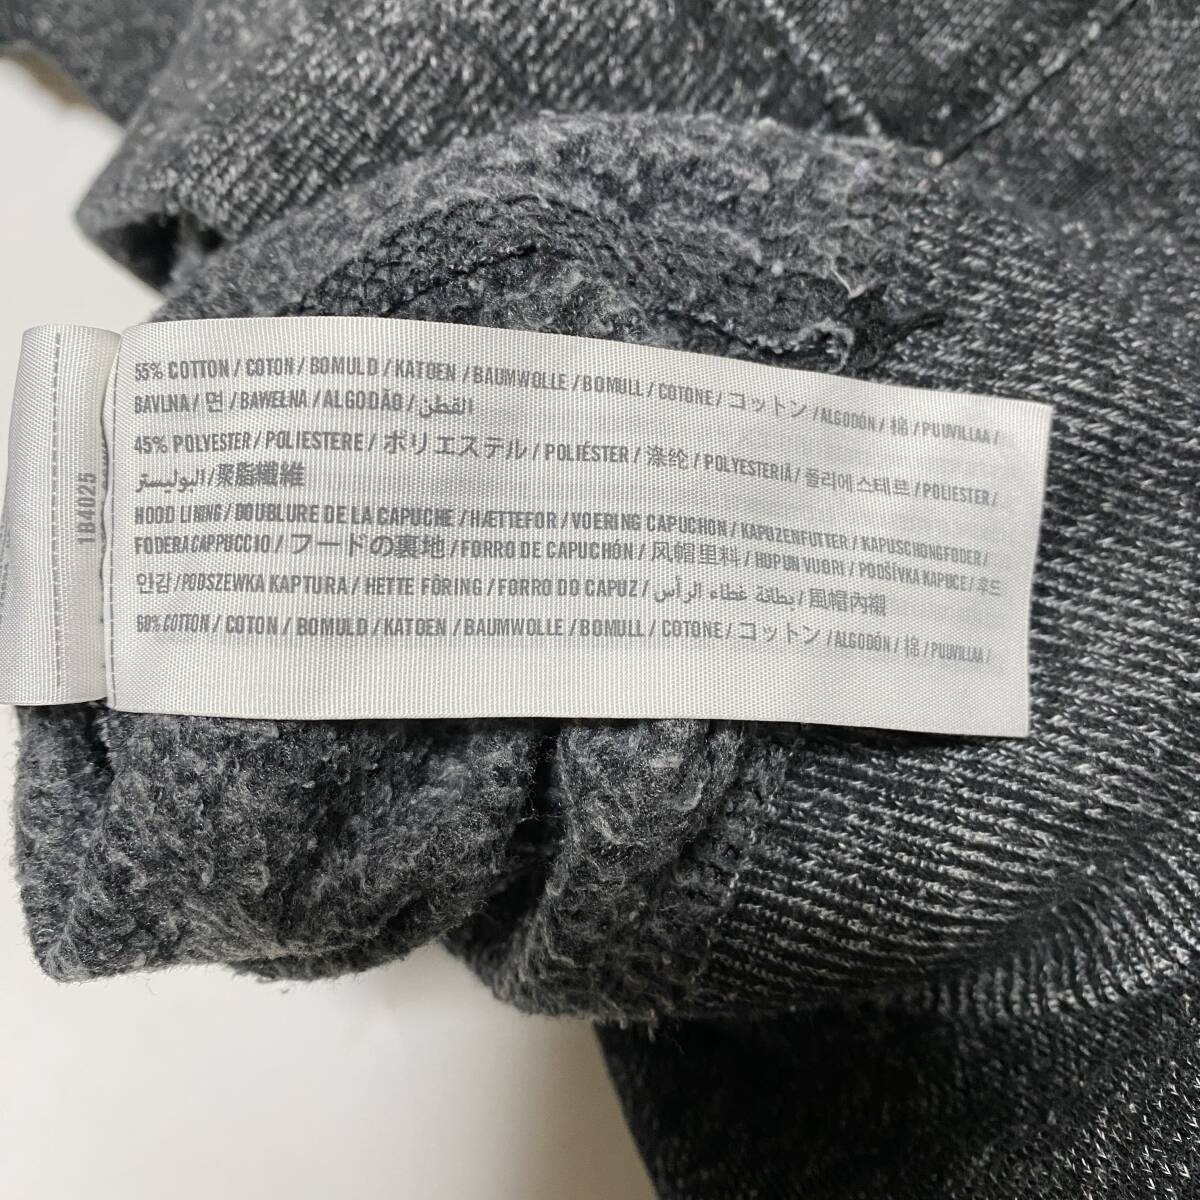 55% COTTON / COTON / BOMULD / KATOEN / BAUMWOLLE / BOMULL / COTONE / コットン / ALGODÓN / 棉 / PUUVILLAA /
BAVLNA / 면 / BAWEŁNA / ALGODÃO / القطن
45% POLYESTER / POLIESTERE / ポリエステル / POLIÉSTER / 涤纶 / POLYESTERIÄ / 폴리에스테르 / POLIESTER /
البوليستر / 聚脂纖維
HOOD LINING / DOUBLURE DE LA CAPUCHE / HÆTTEFOR / VOERING CAPUCHON / KAPUZENFUTTER / KAPUSCHONGFODER /
FODERA CAPPUCCIO / フードの裏地 / FORRO DE CAPUCHÓN / 风帽里料 / HUPUN VUORI / PODŠÍVKA KAPUCE / 후드
안감 / PODSZEWKA KAPTURA / HETTE FÔRING / FORRO DO CAPUZ / بطاقة غطاء الرأس / 風帽內襯
60% COTTON / COTON / BOMULD / KATOEN / BAUMWOLLE / BOMULL / COTONE / コットン / ALGODÓN / 棉 / PUUVILLAA /
1B4025